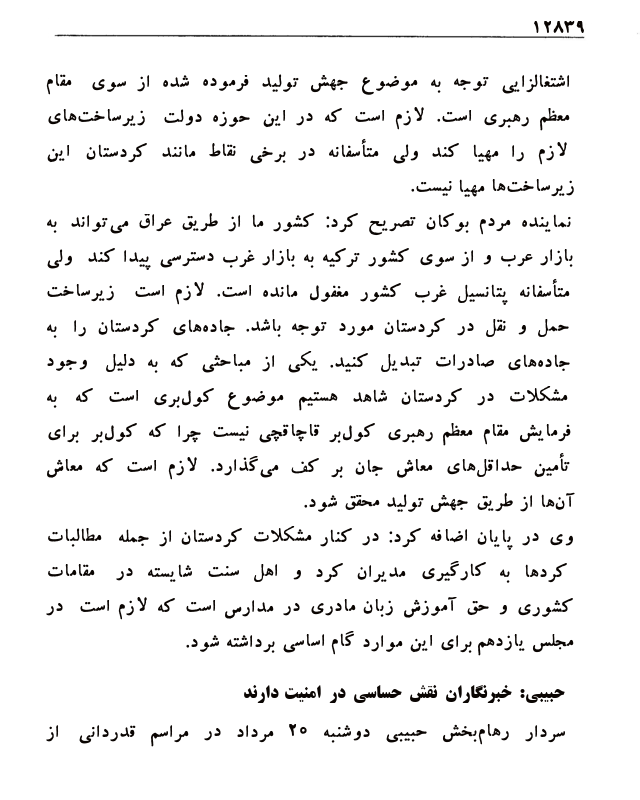 ۱۲۸۳۹
اشتغالزایی توجه به موضوع جهش تولید فرموده شده از سوی مقام
معظم رهبری است. لازم است که در این حوزه دولت زیرساخت‌های
لازم را مهیا کند ولی متأسفانه در برخی نقاط مانند کردستان این
زیرساخت‌ها مهیا نیست.
نماینده مردم بوکان تصریح کرد: کشور ما از طریق عراق می‌تواند به
بازار عرب و از سوی کشور ترکیه به بازار غرب دسترسی پیدا کند ولی
متأسفانه پتانسیل غرب کشور مغفول مانده است. لازم است زیرساخت
حمل و نقل در کردستان مورد توجه باشد. جاده‌های کردستان را به
جاده‌های صادرات تبدیل کنید. یکی از مباحثی که به دلیل وجود
مشکلات در کردستان شاهد هستیم موضوع کول‌بری است که به
فرمایش مقام معظم رهبری کول‌بر قاچاقچی نیست چرا که کول‌بر برای
تأمین حداقل‌های معاش جان بر کف می‌گذارد. لازم است که معاش
آن‌ها از طریق جهش تولید محقق شود.
وی در پایان اضافه کرد: در کنار مشکلات کردستان از جمله مطالبات
کردها به کارگیری مدیران کرد و اهل سنت شایسته در مقامات
کشوری و حق آموزش زبان مادری در مدارس است که لازم است در
مجلس یازدهم برای این موارد گام اساسی برداشته شود.
حبیبی: خبرنگاران نقش حساسی در امنیت دارند
سردار رهام‌بخش حبیبی دوشنبه ۲۰ مرداد در مراسم قدردانی از